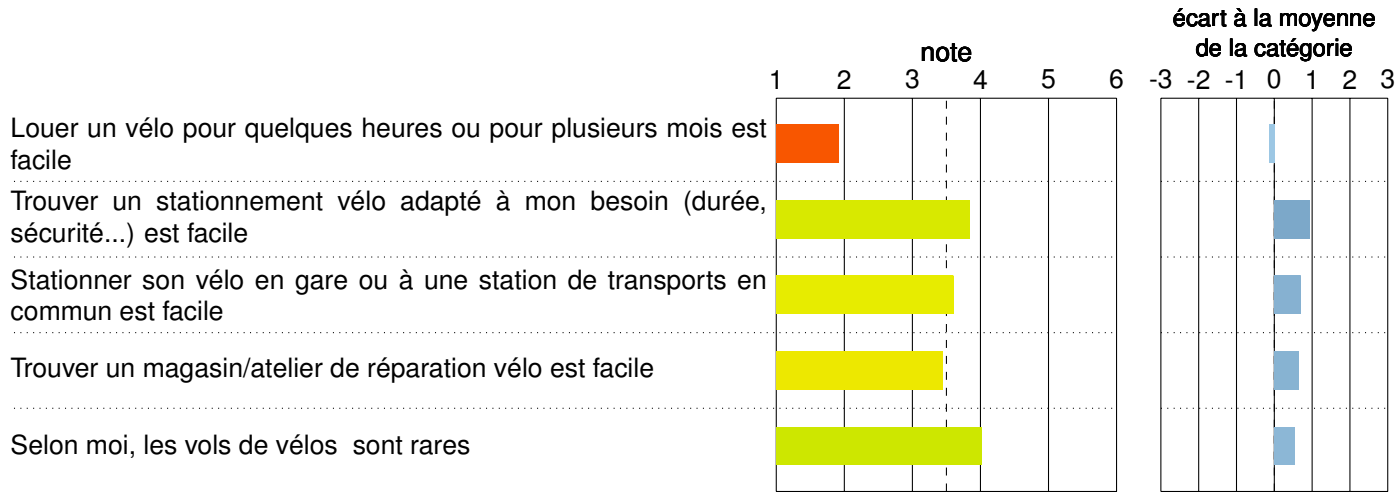 écart à la moyenne
de la catégorie
note
1 2 3 4 5 6
-3 -2 -1 0 1 2 3
Louer un vélo pour quelques heures ou pour plusieurs mois est
facile
Trouver un stationnement vélo adapté à mon besoin (durée,
sécurité...) est facile
Stationner son vélo en gare ou à une station de transports en
commun est facile
Trouver un magasin/atelier de réparation vélo est facile
Selon moi, les vols de vélos sont rares